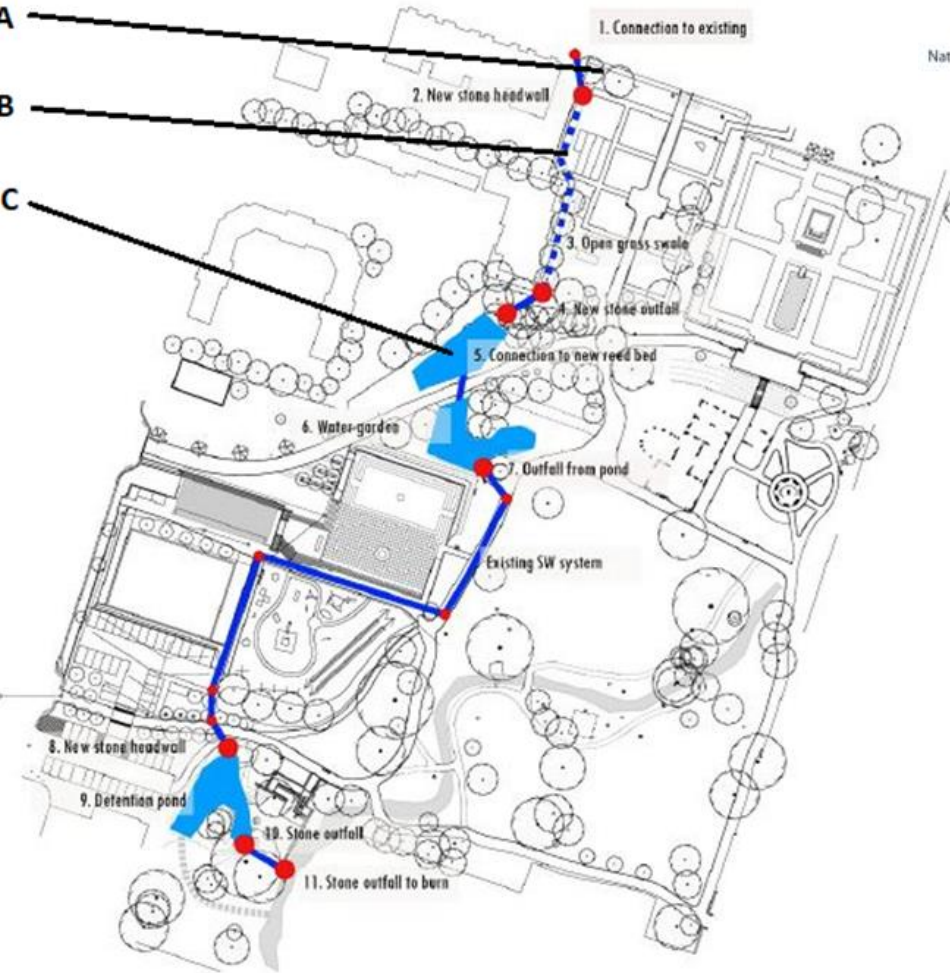 A
1. Connection to existing
Nat
2. New stone headwall
B
C
3. Open grass swale
4. New stone outfall
5. Connection to new reed bed
6. Water garden
7. Outfall from pond
Existing SW system
8. New stone headwall
9. Detention pond
10. Stone outfall
11. Stone outfall to burn